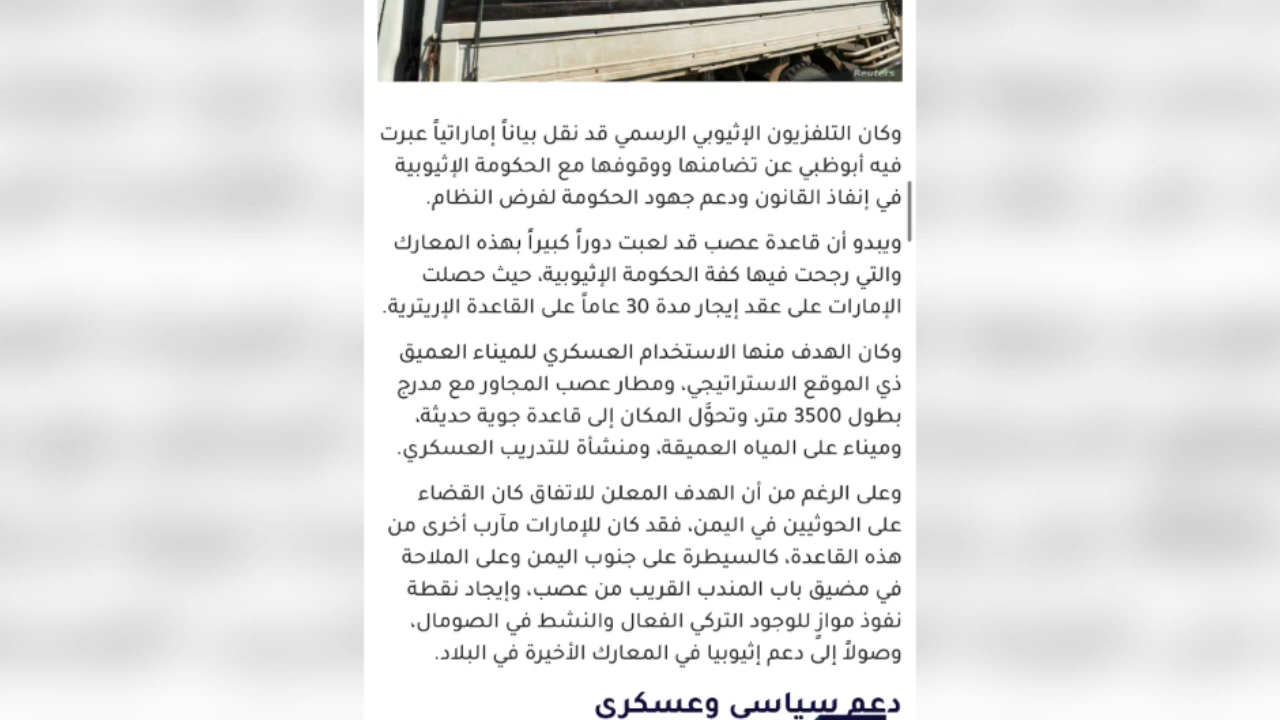 Reuters
وكان التلفزيون الإثيوبي الرسمي قد نقل بياناً إماراتياً عبرت
فيه أبوظبي عن تضامنها ووقوفها مع الحكومة الإثيوبية
في إنفاذ القانون ودعم جهود الحكومة لفرض النظام.
ويبدو أن قاعدة عصب قد لعبت دوراً كبيراً بهذه المعارك
والتي رجحت فيها كفة الحكومة الإثيوبية، حيث حصلت
الإمارات على عقد إيجار مدة 30 عاماً على القاعدة الإريترية.
وكان الهدف منها الاستخدام العسكري للميناء العميق
ذي الموقع الاستراتيجي، ومطار عصب المجاور مع مدرج
بطول 3500 متر، وتحوَّل المكان إلى قاعدة جوية حديثة،
وميناء على المياه العميقة، ومنشأة للتدريب العسكري.
وعلى الرغم من أن الهدف المعلن للاتفاق كان القضاء
على الحوثيين في اليمن، فقد كان للإمارات مآرب أخرى من
هذه القاعدة، كالسيطرة على جنوب اليمن وعلى الملاحة
في مضيق باب المندب القريب من عصب، وإيجاد نقطة
نفوذ موازٍ للوجود التركي الفعال والنشط في الصومال،
وصولاً إلى دعم إثيوبيا في المعارك الأخيرة في البلاد.
دعم سياسي وعسكري